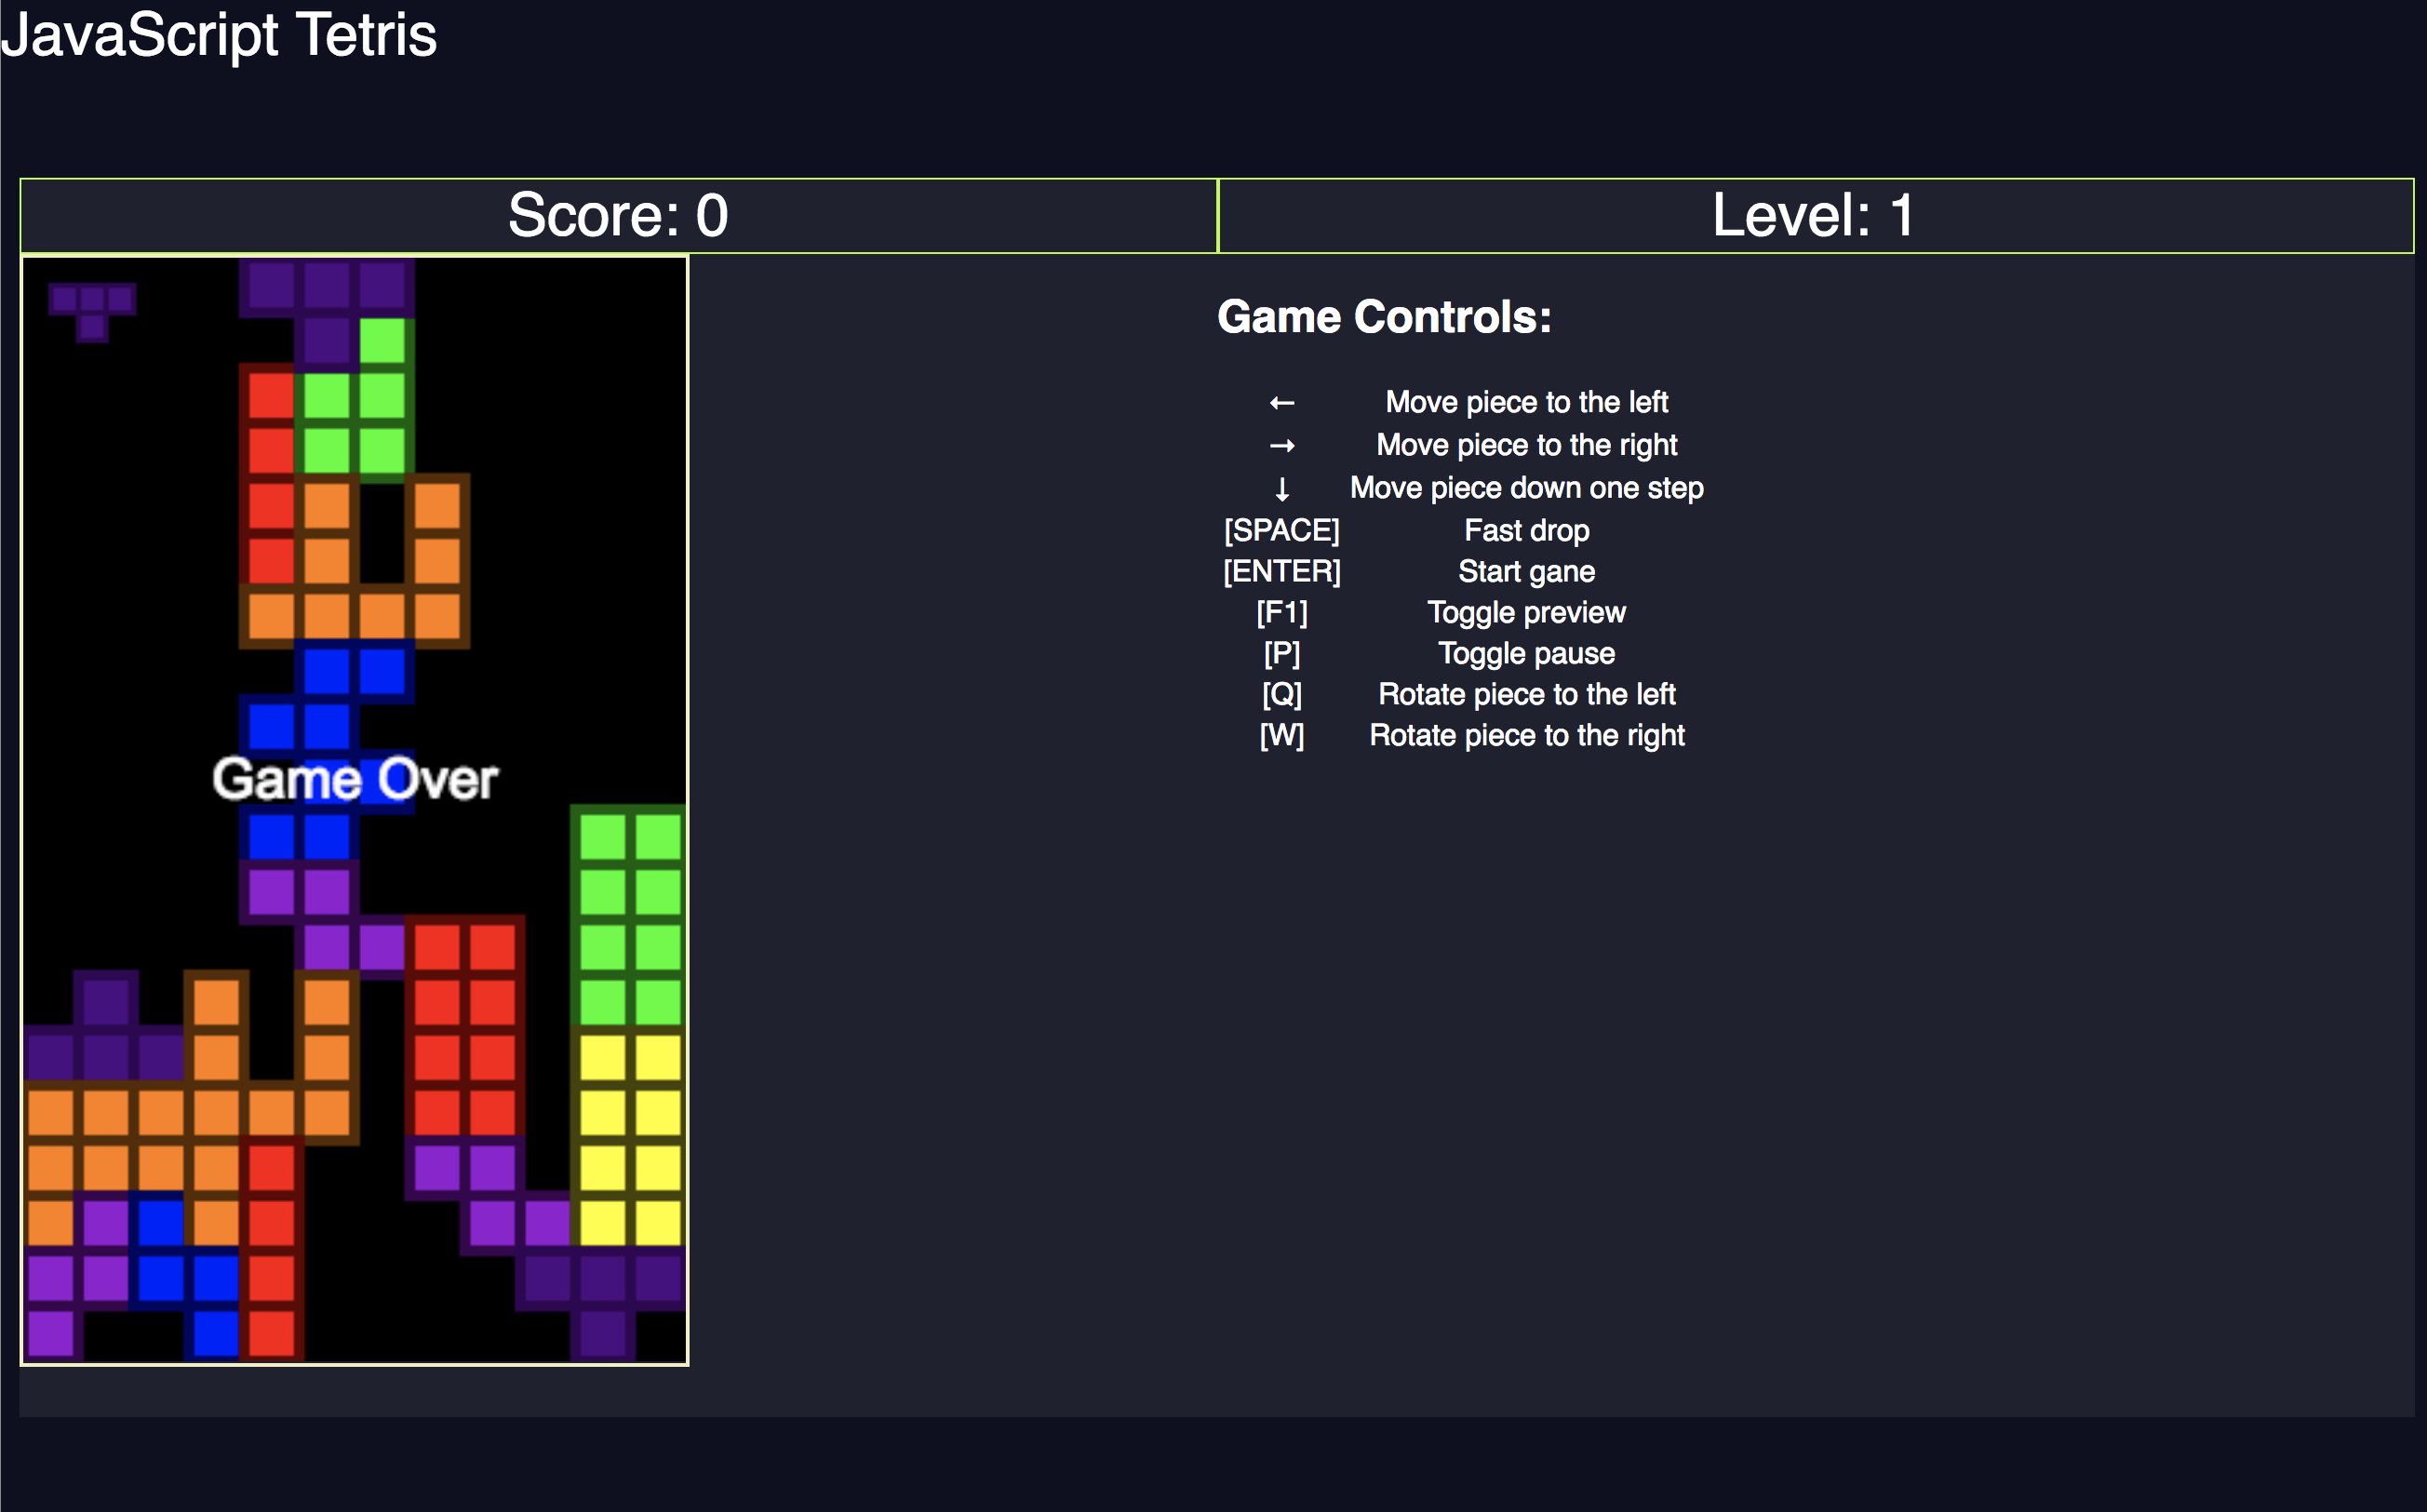 JavaScript Tetris
Score: 0
Level: 1
Game Controls:
← Move piece to the left
→ Move piece to the right
↓ Move piece down one step
[SPACE] Fast drop
[ENTER] Start gane
[F1] Toggle preview
[P] Toggle pause
[Q] Rotate piece to the left
[W] Rotate piece to the right
Game Over